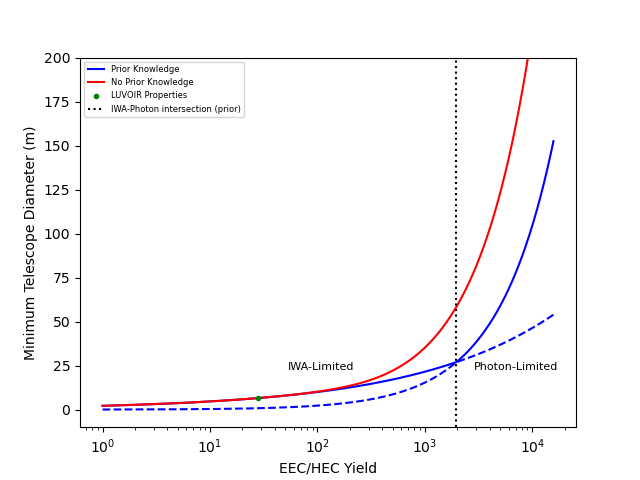 Prior Knowledge
No Prior Knowledge
LUVOIR Properties
IWA-Photon intersection (prior)
200
175
150
125
100
75
50
25
0
Minimum Telescope Diameter (m)
IWA-Limited
Photon-Limited
10⁰ 10¹ 10² 10³ 10⁴
EEC/HEC Yield